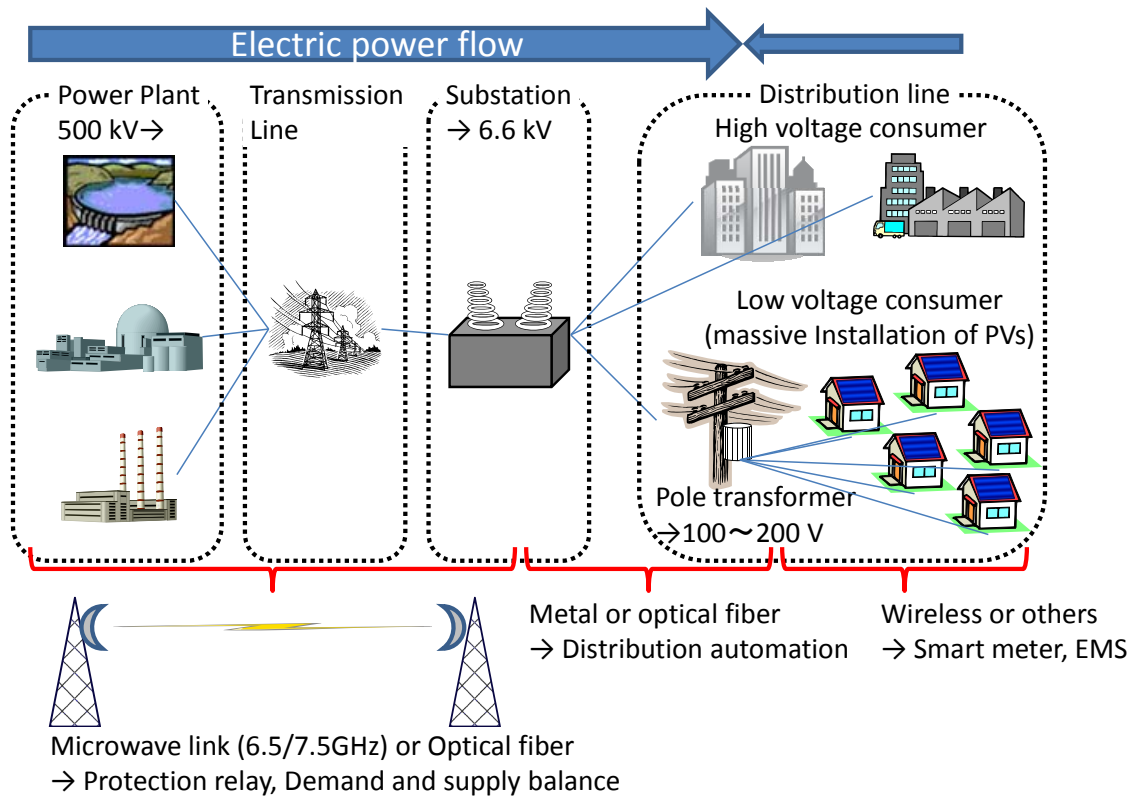 Electric power flow
Power Plant
500 kV→
Transmission
Line
Substation
→ 6.6 kV
Distribution line
High voltage consumer
Low voltage consumer
(massive Installation of PVs)
Pole transformer
→100～200 V
Metal or optical fiber
→ Distribution automation
Wireless or others
→ Smart meter, EMS
Microwave link (6.5/7.5GHz) or Optical fiber
→ Protection relay, Demand and supply balance